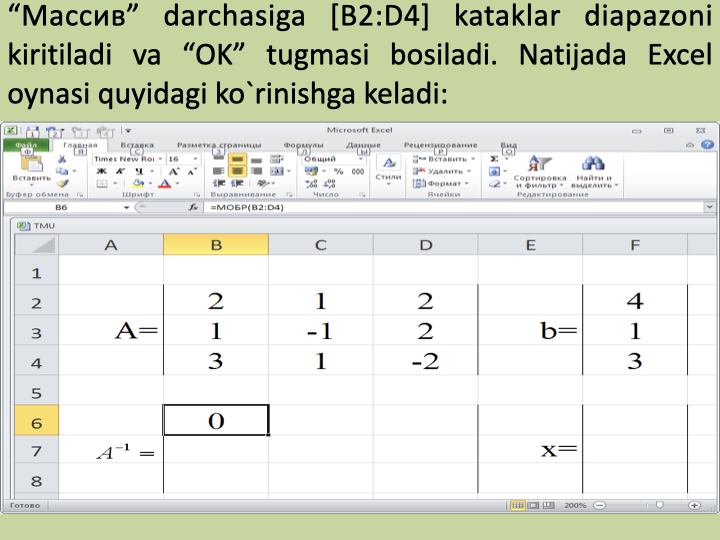 “Массив” darchasiga [B2:D4] kataklar diapazoni
kiritiladi va “OK” tugmasi bosiladi. Natijada Excel
oynasi quyidagi ko`rinishga keladi:
Microsoft Excel
Файл Главная Вставка Разметка страницы Формулы Данные Рецензирование Вид
Times New Roi 16 Общий Вставить Σ
Вставить Ж К Ч А А % 000 Стили Удалить Сортировка и фильтр Найти и выделить
Формат
Буфер обмена Шрифт Выравнивание Число Ячейки Редактирование
B6 fx =МОБР(B2:D4)
TMU
A B C D E F
1
2 2 1 2 4
3 A= 1 -1 2 b= 1
4 3 1 -2 3
5
6 0
7 A⁻¹ = x=
8
Готово 200%